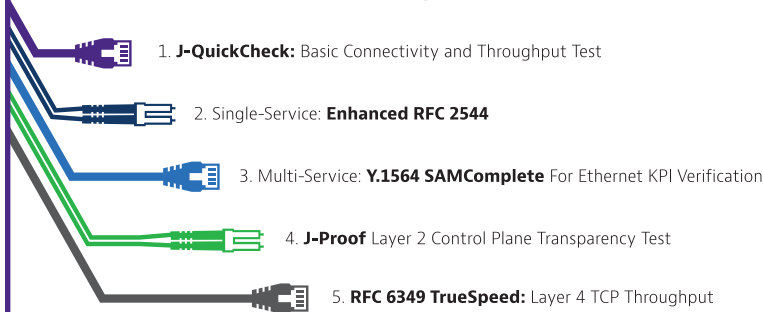 1. J-QuickCheck: Basic Connectivity and Throughput Test
2. Single-Service: Enhanced RFC 2544
3. Multi-Service: Y.1564 SAMComplete For Ethernet KPI Verification
4. J-Proof Layer 2 Control Plane Transparency Test
5. RFC 6349 TrueSpeed: Layer 4 TCP Throughput